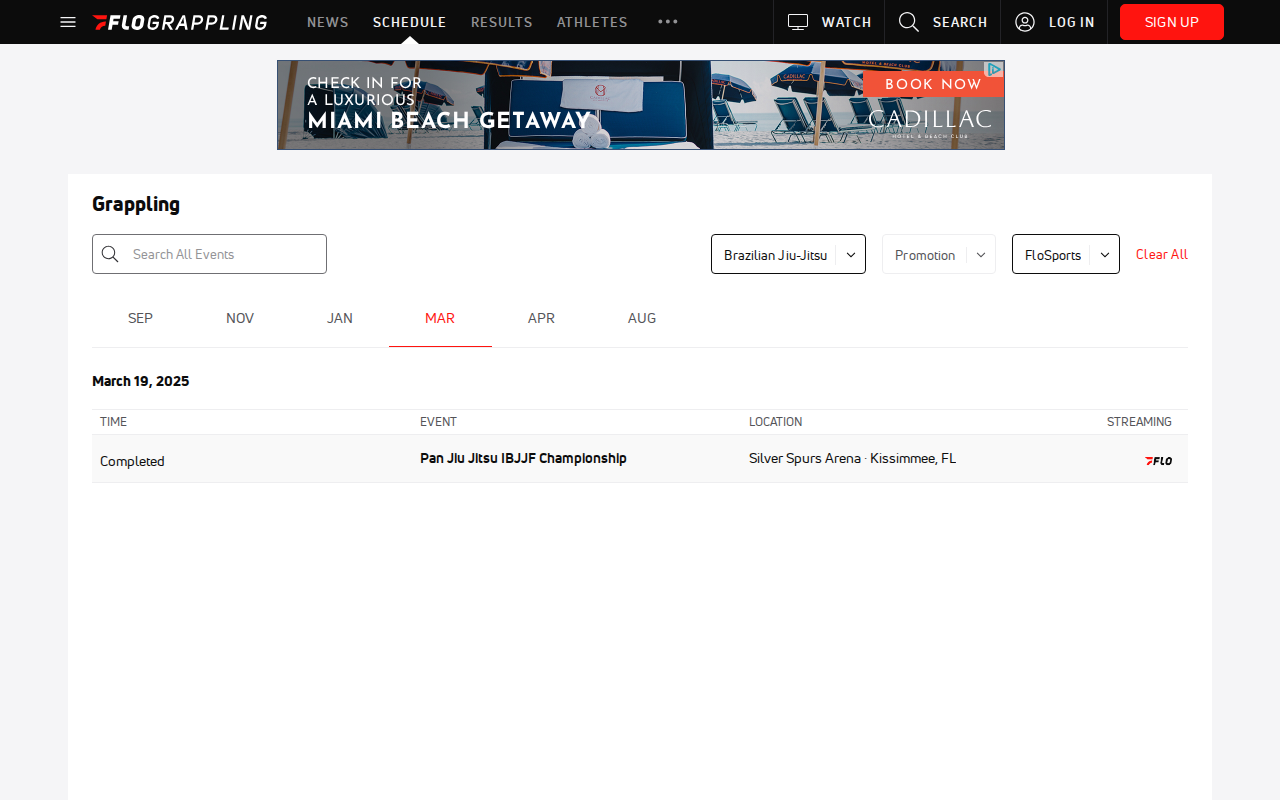 FLOGRAPPLING
NEWS
SCHEDULE
RESULTS
ATHLETES
WATCH
SEARCH
LOG IN
SIGN UP
CHECK IN FOR
A LUXURIOUS
MIAMI BEACH GETAWAY
BOOK NOW
CADILLAC
HOTEL & BEACH CLUB
Grappling
Search All Events
Brazilian Jiu-Jitsu
Promotion
FloSports
Clear All
SEP
NOV
JAN
MAR
APR
AUG
March 19, 2025
TIME
EVENT
LOCATION
STREAMING
Completed
Pan Jiu Jitsu IBJJF Championship
Silver Spurs Arena · Kissimmee, FL
FLO